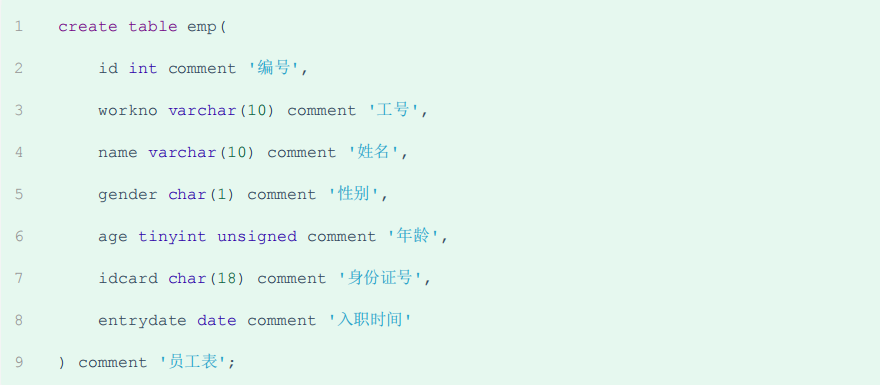 1 create table emp(
2 id int comment '编号',
3 workno varchar(10) comment '工号',
4 name varchar(10) comment '姓名',
5 gender char(1) comment '性别',
6 age tinyint unsigned comment '年龄',
7 idcard char(18) comment '身份证号',
8 entrydate date comment '入职时间'
9 ) comment '员工表';